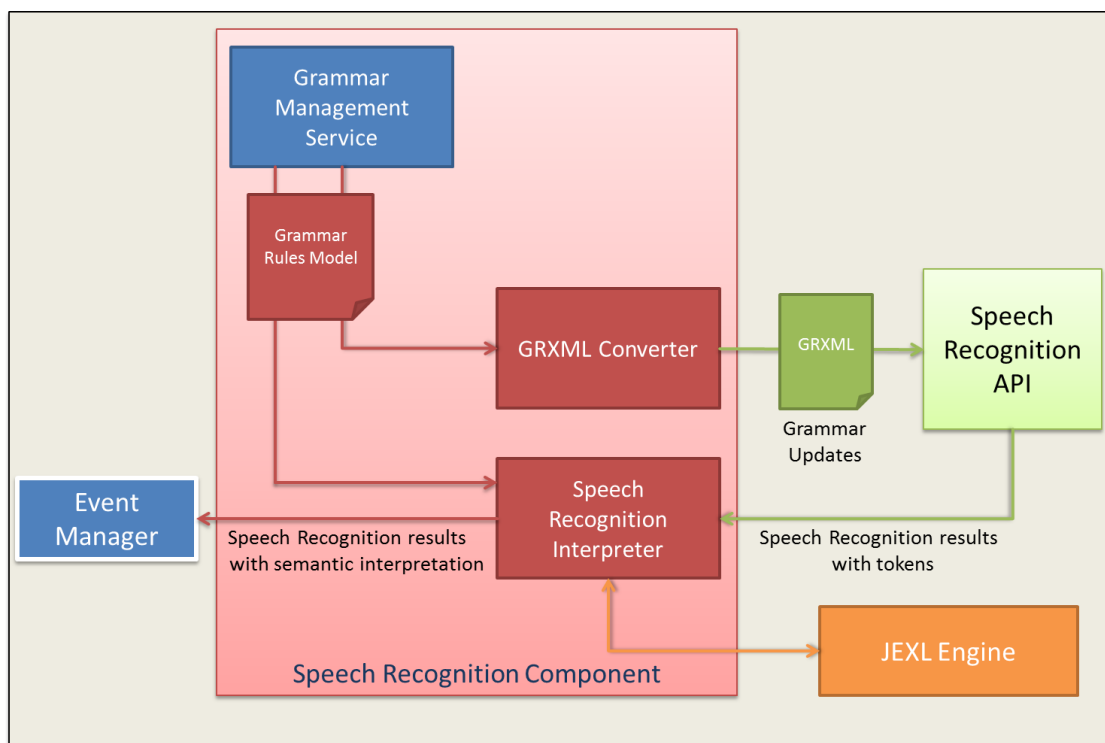 Grammar
Management
Service
Grammar
Rules Model
GRXML Converter
GRXML
Speech
Recognition
API
Grammar
Updates
Event
Manager
Speech Recognition results
with semantic interpretation
Speech
Recognition
Interpreter
Speech Recognition results
with tokens
JEXL Engine
Speech Recognition Component